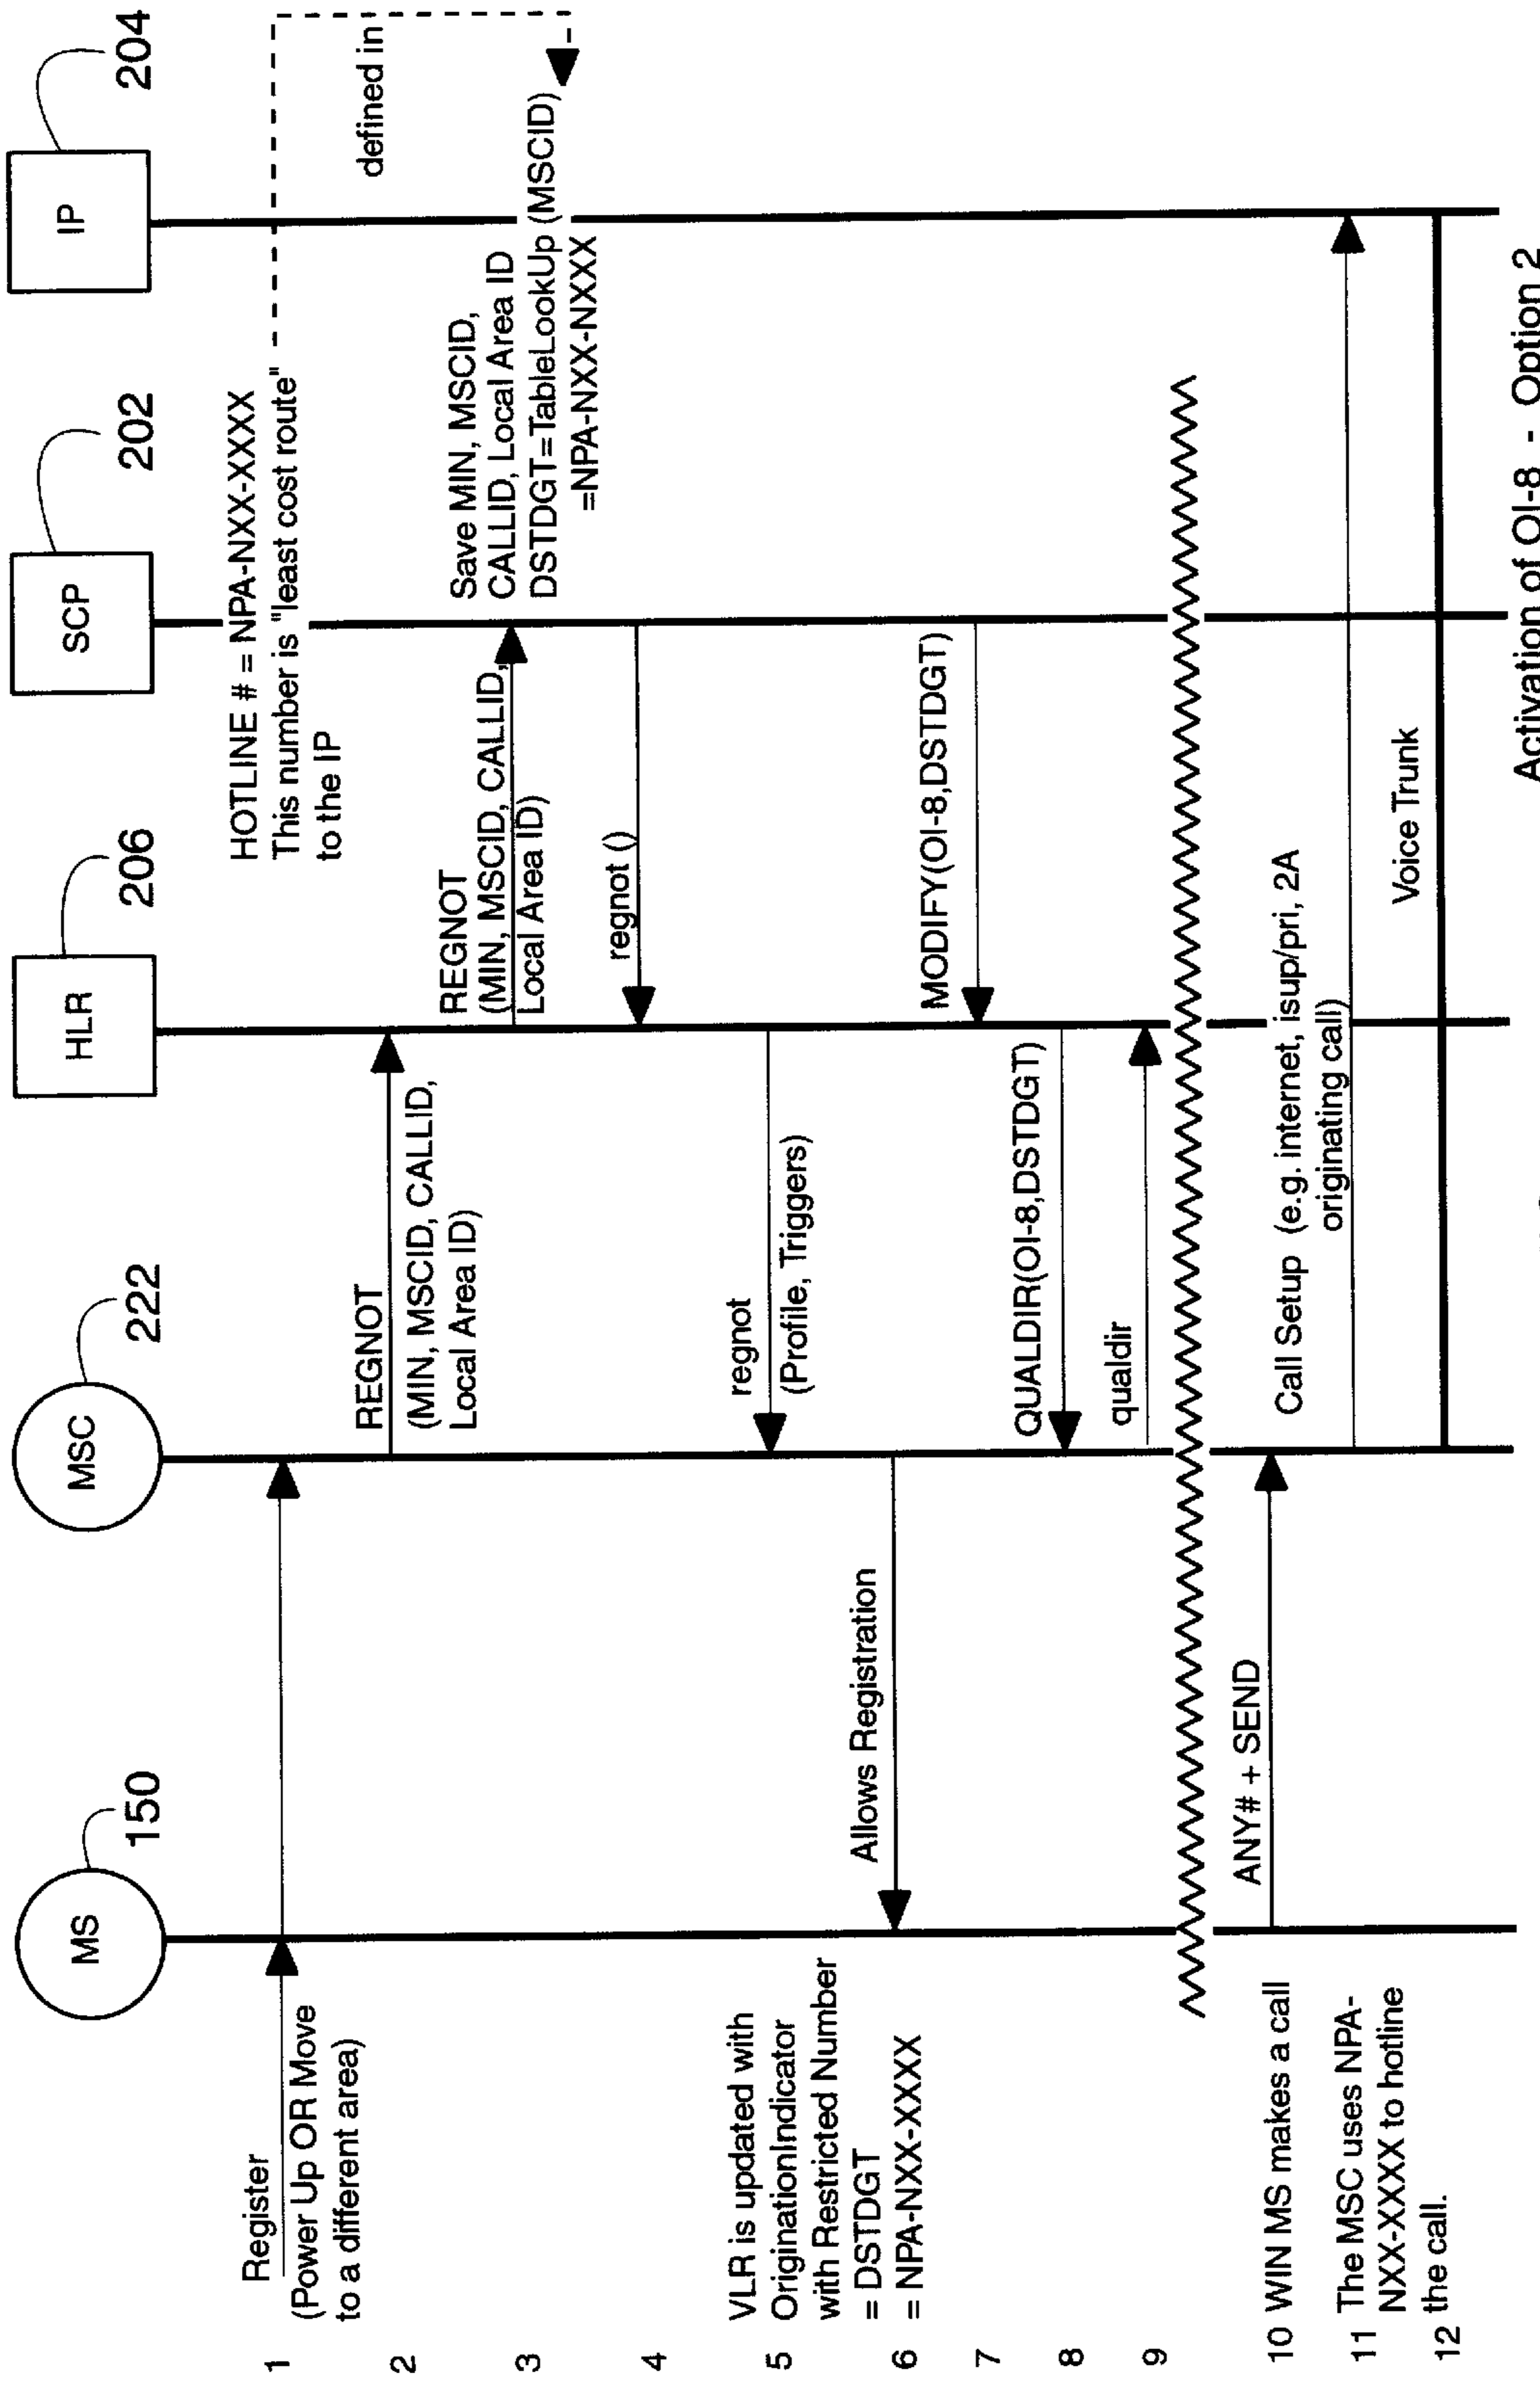 MS
150
MSC
222
HLR
206
SCP
202
IP
204
HOTLINE # = NPA-NXX-XXXX
This number is "least cost route"
to the IP
defined in
1
Register
(Power Up OR Move
to a different area)
2
REGNOT
(MIN, MSCID, CALLID,
Local Area ID)
3
REGNOT
(MIN, MSCID, CALLID,
Local Area ID)
Save MIN, MSCID,
CALLID, Local Area ID
DSTDGT=TableLookUp (MSCID)
=NPA-NXX-NXXX
4
regnot ()
5
VLR is updated with
OriginationIndicator
with Restricted Number
= DSTDGT
= NPA-NXX-XXXX
regnot
(Profile, Triggers)
6
Allows Registration
7
MODIFY(OI-8,DSTDGT)
8
QUALDIR(OI-8,DSTDGT)
9
qualdir
10 WIN MS makes a call
ANY# + SEND
11 The MSC uses NPA-
NXX-XXXX to hotline
the call.
Call Setup (e.g. internet, isup/pri, 2A
originating call)
12
Voice Trunk
Activation of OI-8 - Option 2